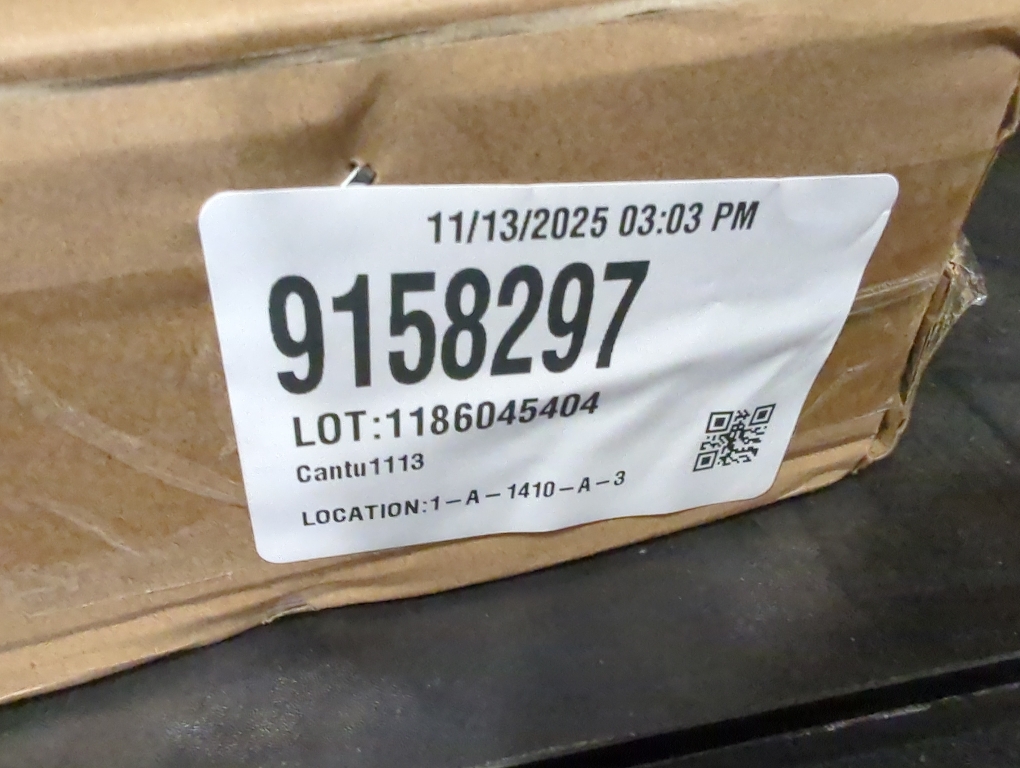 11/13/2025 03:03 PM
9158297
LOT:1186045404
Cantu1113
LOCATION:1-A-1410-A-3